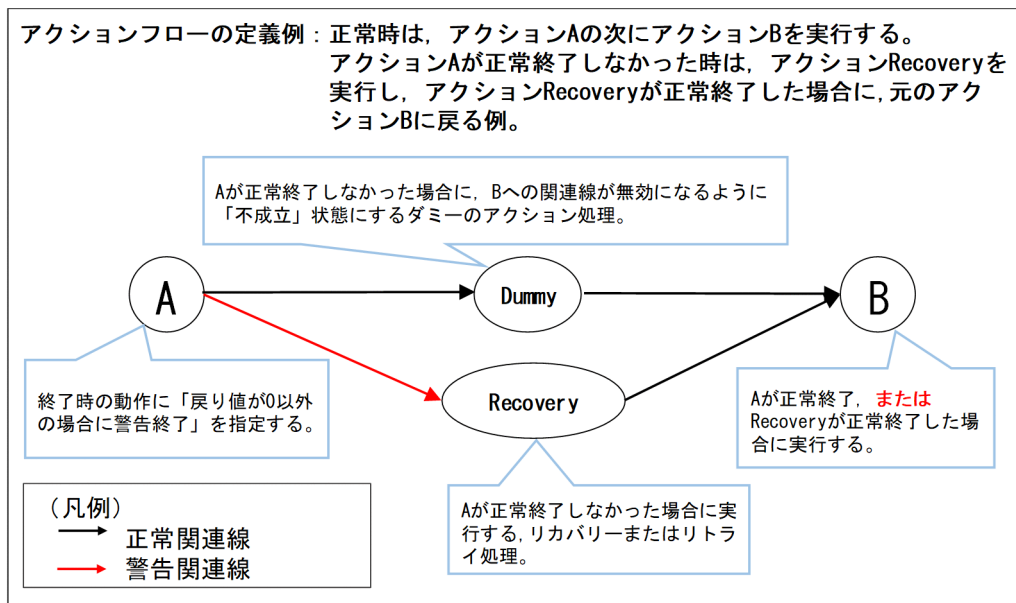 アクションフローの定義例：正常時は，アクションAの次にアクションBを実行する。
アクションAが正常終了しなかった時は，アクションRecoveryを
実行し，アクションRecoveryが正常終了した場合に，元のアク
ションBに戻る例。
Aが正常終了しなかった場合に，Bへの関連線が無効になるように
「不成立」状態にするダミーのアクション処理。
A
Dummy
B
Recovery
終了時の動作に「戻り値が0以外
の場合に警告終了」を指定する。
Aが正常終了，または
Recoveryが正常終了した場
合に実行する。
Aが正常終了しなかった場合に実
行する，リカバリーまたはリトラ
イ処理。
（凡例）
正常関連線
警告関連線